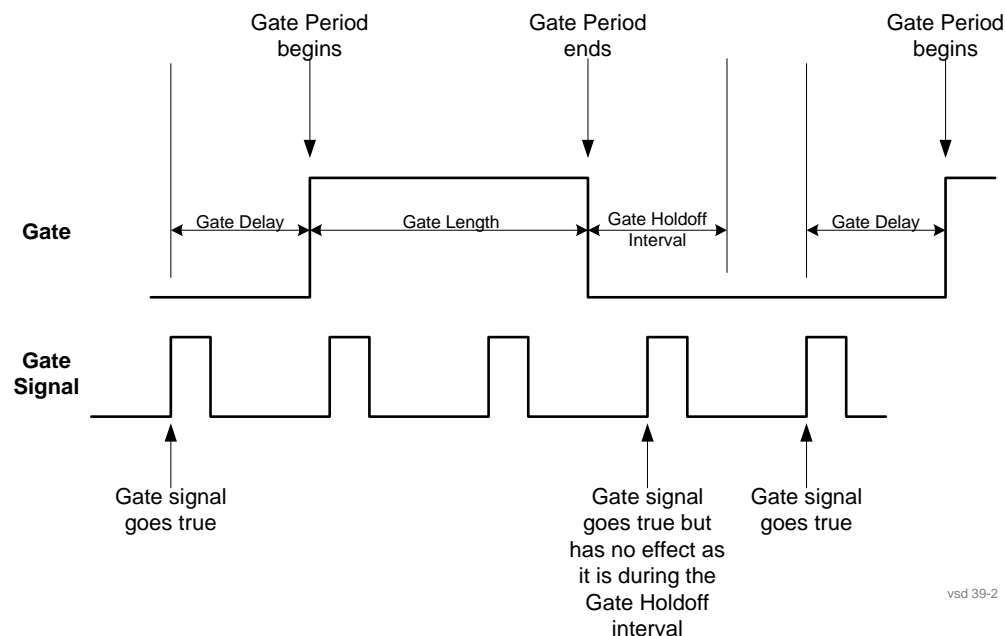 Gate Period
begins
Gate Period
ends
Gate Period
begins
Gate
Gate Delay
Gate Length
Gate Holdoff
Interval
Gate Delay
Gate
Signal
Gate signal
goes true
Gate signal
goes true but
has no effect as
it is during the
Gate Holdoff
interval
Gate signal
goes true
vsd 39-2